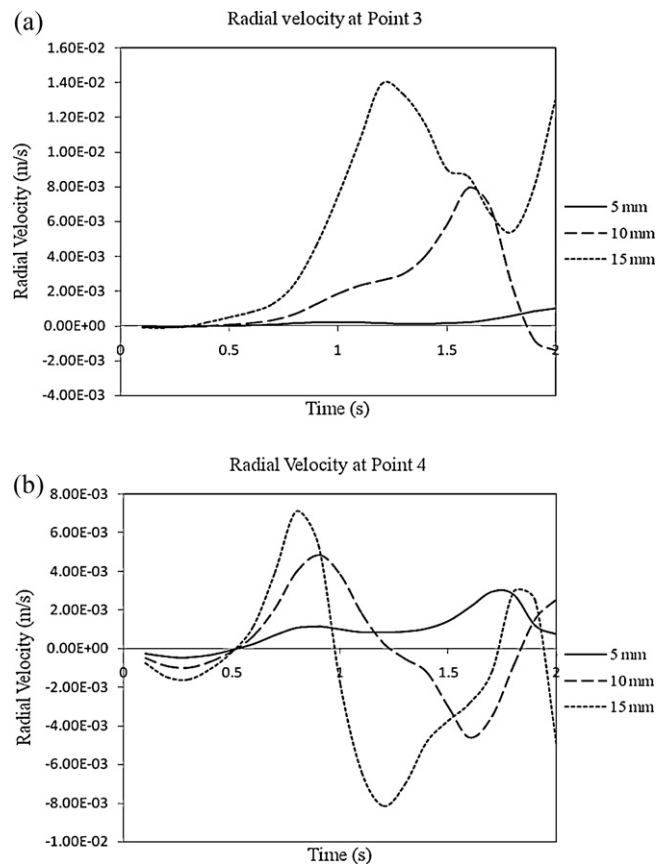 (a)
Radial velocity at Point 3
1.60E-02
1.40E-02
1.20E-02
1.00E-02
8.00E-03
6.00E-03
4.00E-03
2.00E-03
0.00E+00
-2.00E-03
-4.00E-03
Radial Velocity (m/s)
0 0.5 1 1.5 2
Time (s)
5 mm
10 mm
15 mm
(b)
Radial Velocity at Point 4
8.00E-03
6.00E-03
4.00E-03
2.00E-03
0.00E+00
-2.00E-03
-4.00E-03
-6.00E-03
-8.00E-03
-1.00E-02
Radial Velocity (m/s)
0 0.5 1 1.5 2
Time (s)
5 mm
10 mm
15 mm